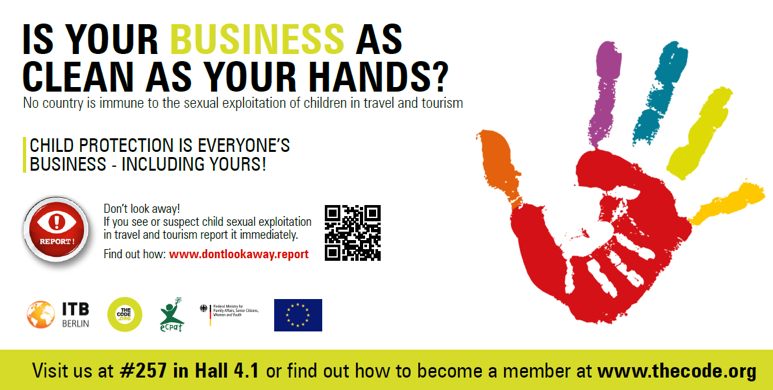 IS YOUR BUSINESS AS
CLEAN AS YOUR HANDS?
No country is immune to the sexual exploitation of children in travel and tourism
CHILD PROTECTION IS EVERYONE'S
BUSINESS - INCLUDING YOURS!
REPORT!
Don't look away!
If you see or suspect child sexual exploitation
in travel and tourism report it immediately.
Find out how: www.dontlookaway.report
ITB
BERLIN
THE
CODE
ecpat
Federal Ministry for
Family Affairs, Senior Citizens,
Women and Youth
Visit us at #257 in Hall 4.1 or find out how to become a member at www.thecode.org